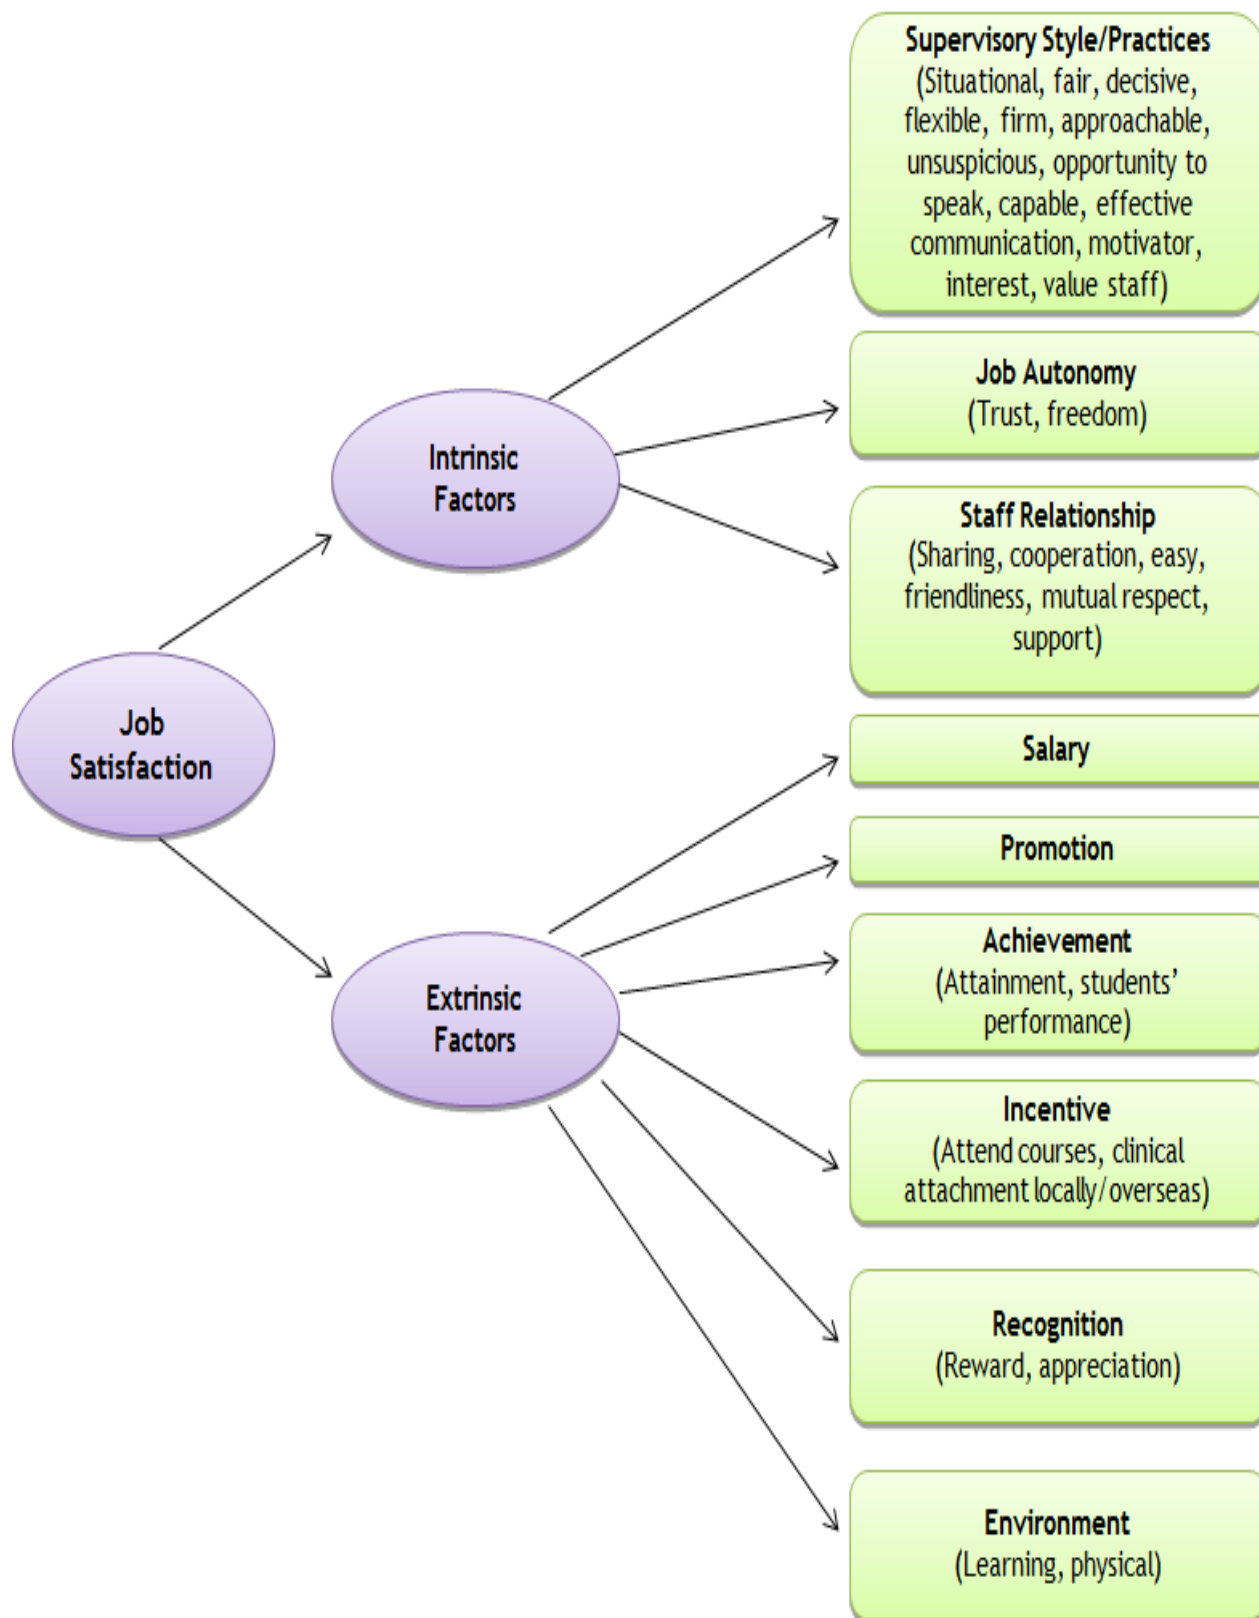 Supervisory Style/Practices
(Situational, fair, decisive,
flexible, firm, approachable,
unsuspicious, opportunity to
speak, capable, effective
communication, motivator,
interest, value staff)
Job Autonomy
(Trust, freedom)
Intrinsic
Factors
Staff Relationship
(Sharing, cooperation, easy,
friendliness, mutual respect,
support)
Job
Satisfaction
Salary
Promotion
Achievement
(Attainment, students’
performance)
Extrinsic
Factors
Incentive
(Attend courses, clinical
attachment locally/overseas)
Recognition
(Reward, appreciation)
Environment
(Learning, physical)